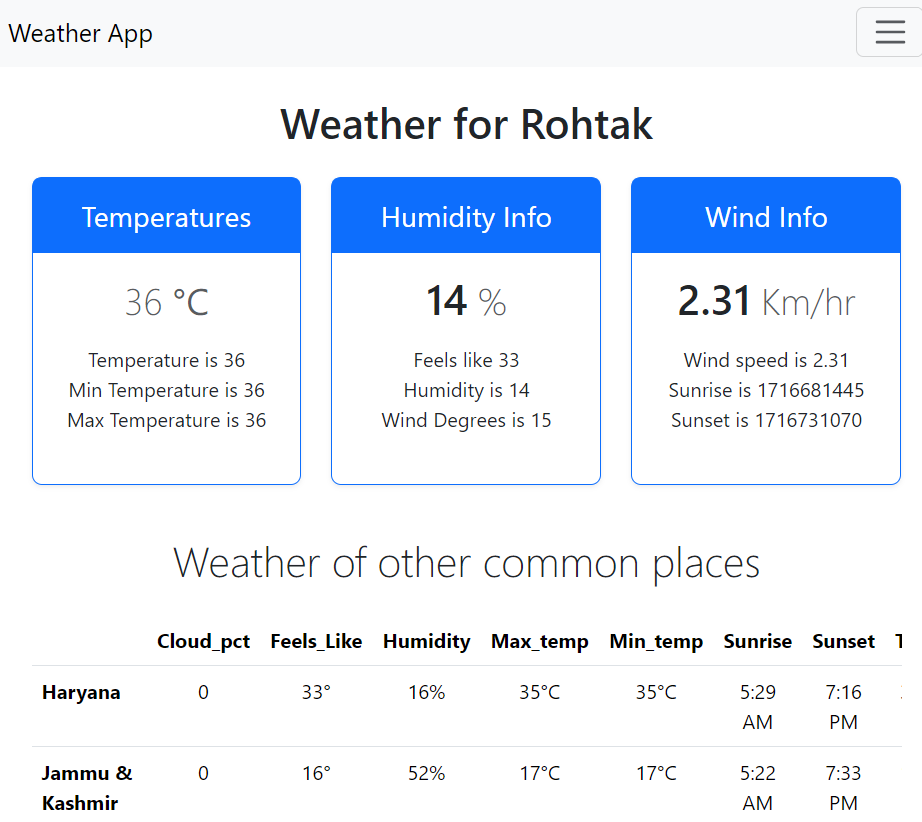 Weather App
Weather for Rohtak
Temperatures
36 °C
Temperature is 36
Min Temperature is 36
Max Temperature is 36
Humidity Info
14 %
Feels like 33
Humidity is 14
Wind Degrees is 15
Wind Info
2.31 Km/hr
Wind speed is 2.31
Sunrise is 1716681445
Sunset is 1716731070
Weather of other common places
Cloud_pct Feels_Like Humidity Max_temp Min_temp Sunrise Sunset
Haryana 0 33° 16% 35°C 35°C 5:29 7:16
AM PM
Jammu & 0 16° 52% 17°C 17°C 5:22 7:33
Kashmir AM PM